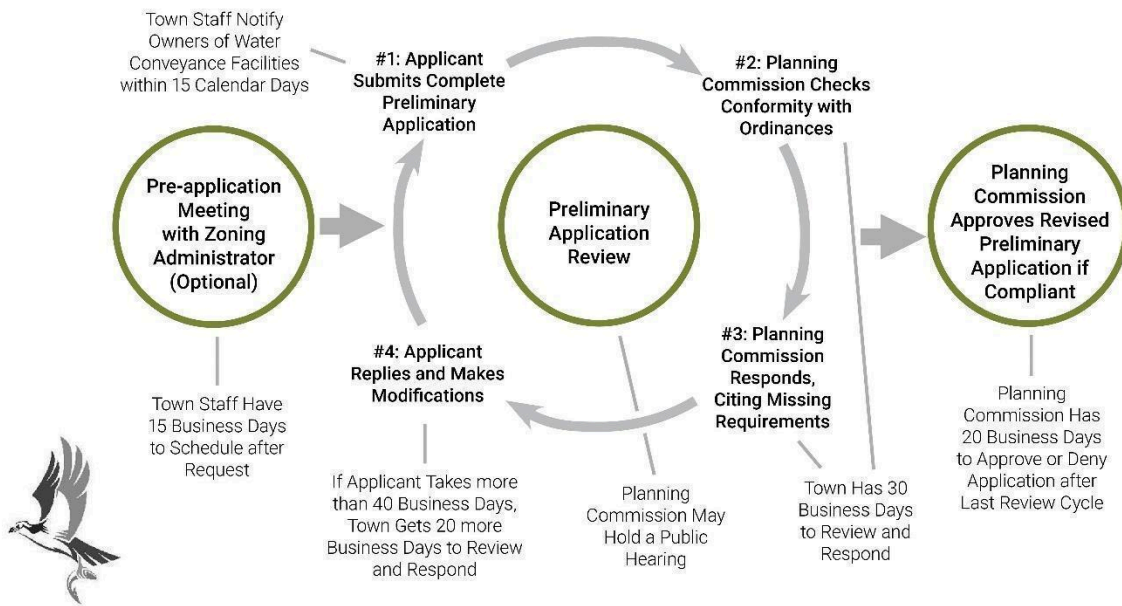 Town Staff Notify
Owners of Water
Conveyance Facilities
within 15 Calendar Days
#1: Applicant
Submits Complete
Preliminary
Application
#2: Planning
Commission Checks
Conformity with
Ordinances
Pre-application
Meeting
with Zoning
Administrator
(Optional)
Preliminary
Application
Review
Planning
Commission
Approves Revised
Preliminary
Application if
Compliant
#4: Applicant
Replies and Makes
Modifications
#3: Planning
Commission
Responds,
Citing Missing
Requirements
Town Staff Have
15 Business Days
to Schedule after
Request
If Applicant Takes more
than 40 Business Days,
Town Gets 20 more
Business Days to Review
and Respond
Planning
Commission May
Hold a Public
Hearing
Town Has 30
Business Days
to Review and
Respond
Planning
Commission Has
20 Business Days
to Approve or Deny
Application after
Last Review Cycle